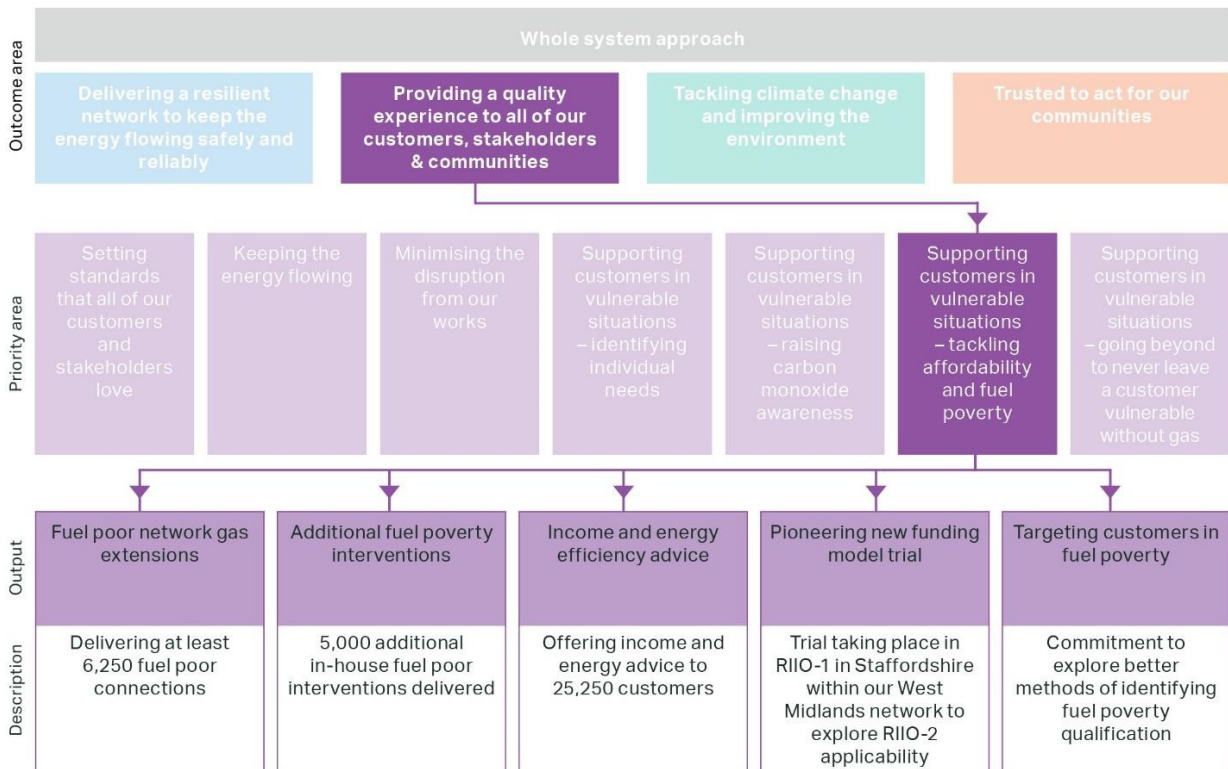 Outcome area
Whole system approach
Delivering a resilient
network to keep the
energy flowing safely and
reliably
Providing a quality
experience to all of our
customers, stakeholders
& communities
Tackling climate change
and improving the
environment
Trusted to act for our
communities
Priority area
Setting
standards
that all of our
customers
and
stakeholders
love
Keeping the
energy flowing
Minimising the
disruption
from our
works
Supporting
customers in
vulnerable
situations
– identifying
individual
needs
Supporting
customers in
vulnerable
situations
– raising
carbon
monoxide
awareness
Supporting
customers in
vulnerable
situations
– tackling
affordability
and fuel
poverty
Supporting
customers in
vulnerable
situations
– going beyond
to never leave
a customer
vulnerable
without gas
Output
Fuel poor network gas
extensions
Additional fuel poverty
interventions
Income and energy
efficiency advice
Pioneering new funding
model trial
Targeting customers in
fuel poverty
Description
Delivering at least
6,250 fuel poor
connections
5,000 additional
in-house fuel poor
interventions delivered
Offering income and
energy advice to
25,250 customers
Trial taking place in
RIIO-1 in Staffordshire
within our West
Midlands network to
explore RIIO-2
applicability
Commitment to
explore better
methods of identifying
fuel poverty
qualification